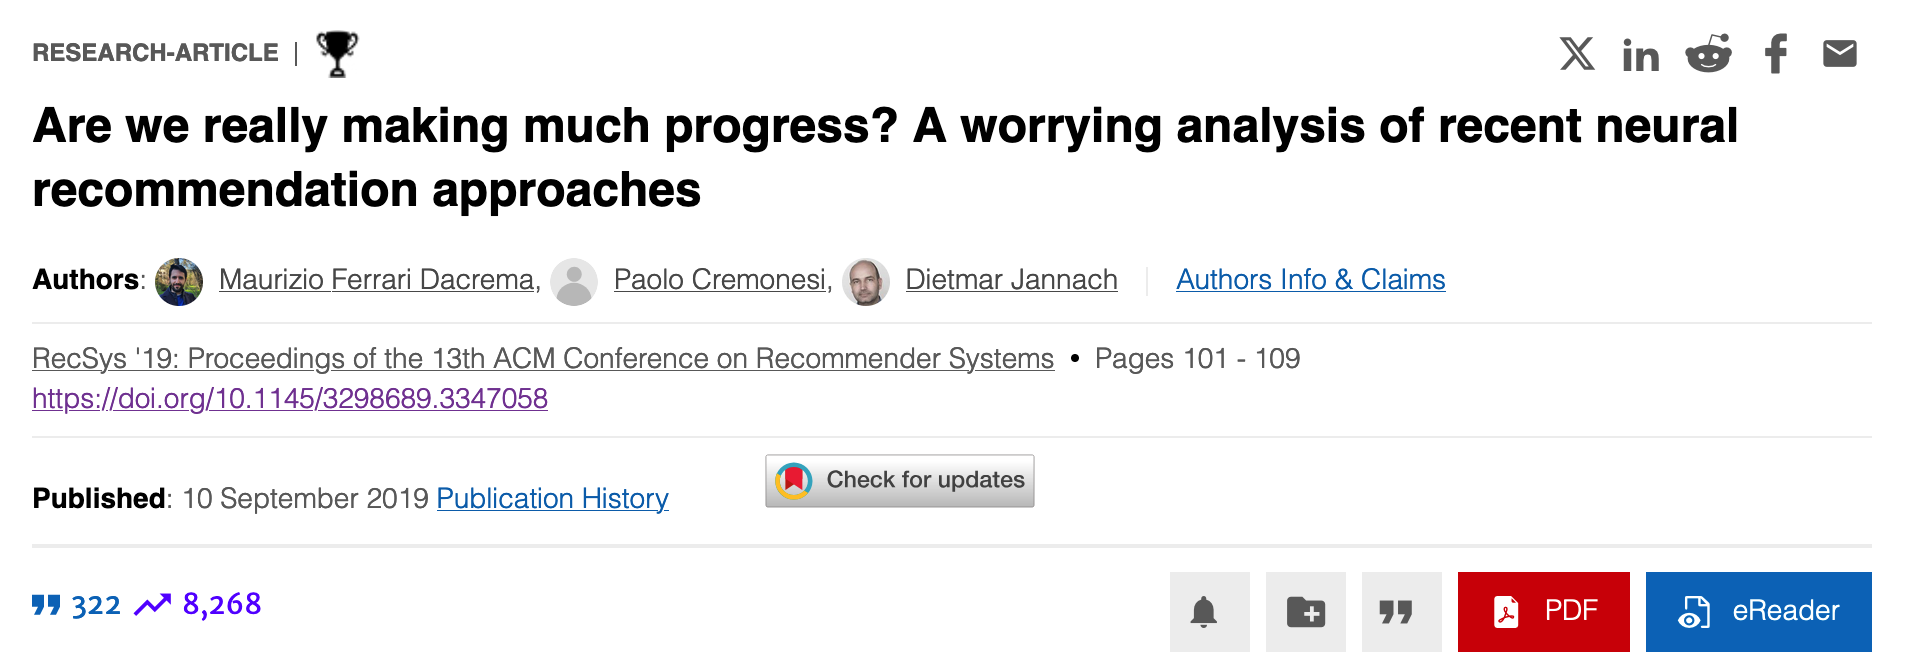 RESEARCH-ARTICLE |
Are we really making much progress? A worrying analysis of recent neural
recommendation approaches
Authors: Maurizio Ferrari Dacrema, Paolo Cremonesi, Dietmar Jannach | Authors Info & Claims
RecSys '19: Proceedings of the 13th ACM Conference on Recommender Systems • Pages 101 - 109
https://doi.org/10.1145/3298689.3347058
Published: 10 September 2019 Publication History Check for updates
322 8,268 PDF eReader